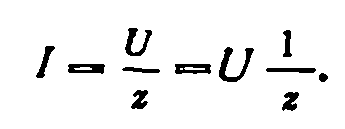 I = U/z = U 1/z.